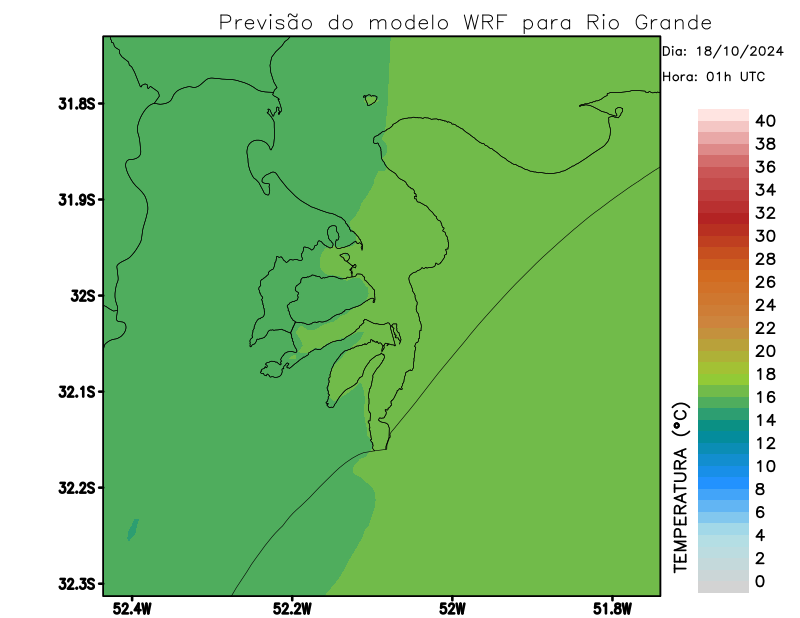 Previsão do modelo WRF para Rio Grande
Dia: 18/10/2024
Hora: 01h UTC
31.8S
31.9S
32S
32.1S
32.2S
32.3S
52.4W
52.2W
52W
51.8W
TEMPERATURA (°C)
40
38
36
34
32
30
28
26
24
22
20
18
16
14
12
10
8
6
4
2
0